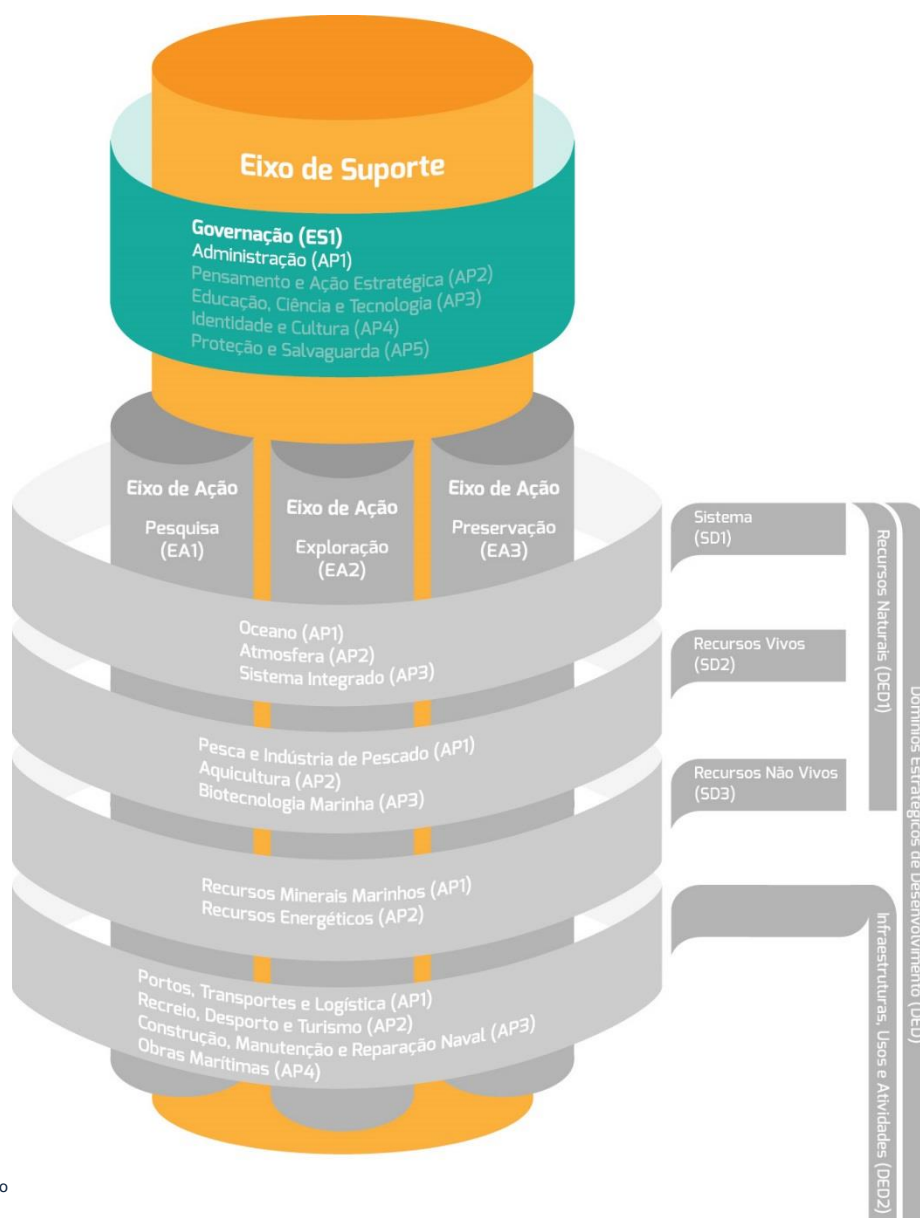 Eixo de Suporte
Governação (ES1)
Administração (AP1)
Pensamento e Ação Estratégica (AP2)
Educação, Ciência e Tecnologia (AP3)
Identidade e Cultura (AP4)
Proteção e Salvaguarda (AP5)
Eixo de Ação
Pesquisa
(EA1)
Eixo de Ação
Exploração
(EA2)
Eixo de Ação
Preservação
(EA3)
Oceano (AP1)
Atmosfera (AP2)
Sistema Integrado (AP3)
Pesca e Indústria de Pescado (AP1)
Aquicultura (AP2)
Biotecnologia Marinha (AP3)
Recursos Minerais Marinhos (AP1)
Recursos Energéticos (AP2)
Portos, Transportes e Logística (AP1)
Recreio, Desporto e Turismo (AP2)
Construção, Manutenção e Reparação Naval (AP3)
Obras Marítimas (AP4)
Sistema
(SD1)
Recursos Vivos
(SD2)
Recursos Não Vivos
(SD3)
Recursos Naturais (DED1)
Infraestruturas, Usos e Atividades (DED2)
Domínios Estratégicos de Desenvolvimento (DED)